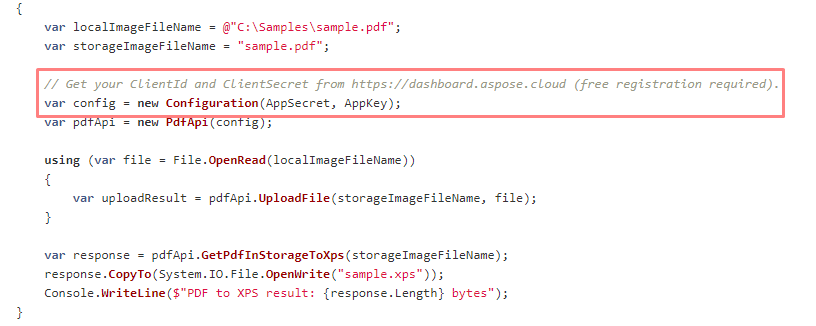 {
var localImageFileName = @"C:\Samples\sample.pdf";
var storageImageFileName = "sample.pdf";
// Get your ClientId and ClientSecret from https://dashboard.aspose.cloud (free registration required).
var config = new Configuration(AppSecret, AppKey);
var pdfApi = new PdfApi(config);
using (var file = File.OpenRead(localImageFileName))
{
var uploadResult = pdfApi.UploadFile(storageImageFileName, file);
}
var response = pdfApi.GetPdfInStorageToXps(storageImageFileName);
response.CopyTo(System.IO.File.OpenWrite("sample.xps"));
Console.WriteLine($"PDF to XPS result: {response.Length} bytes");
}